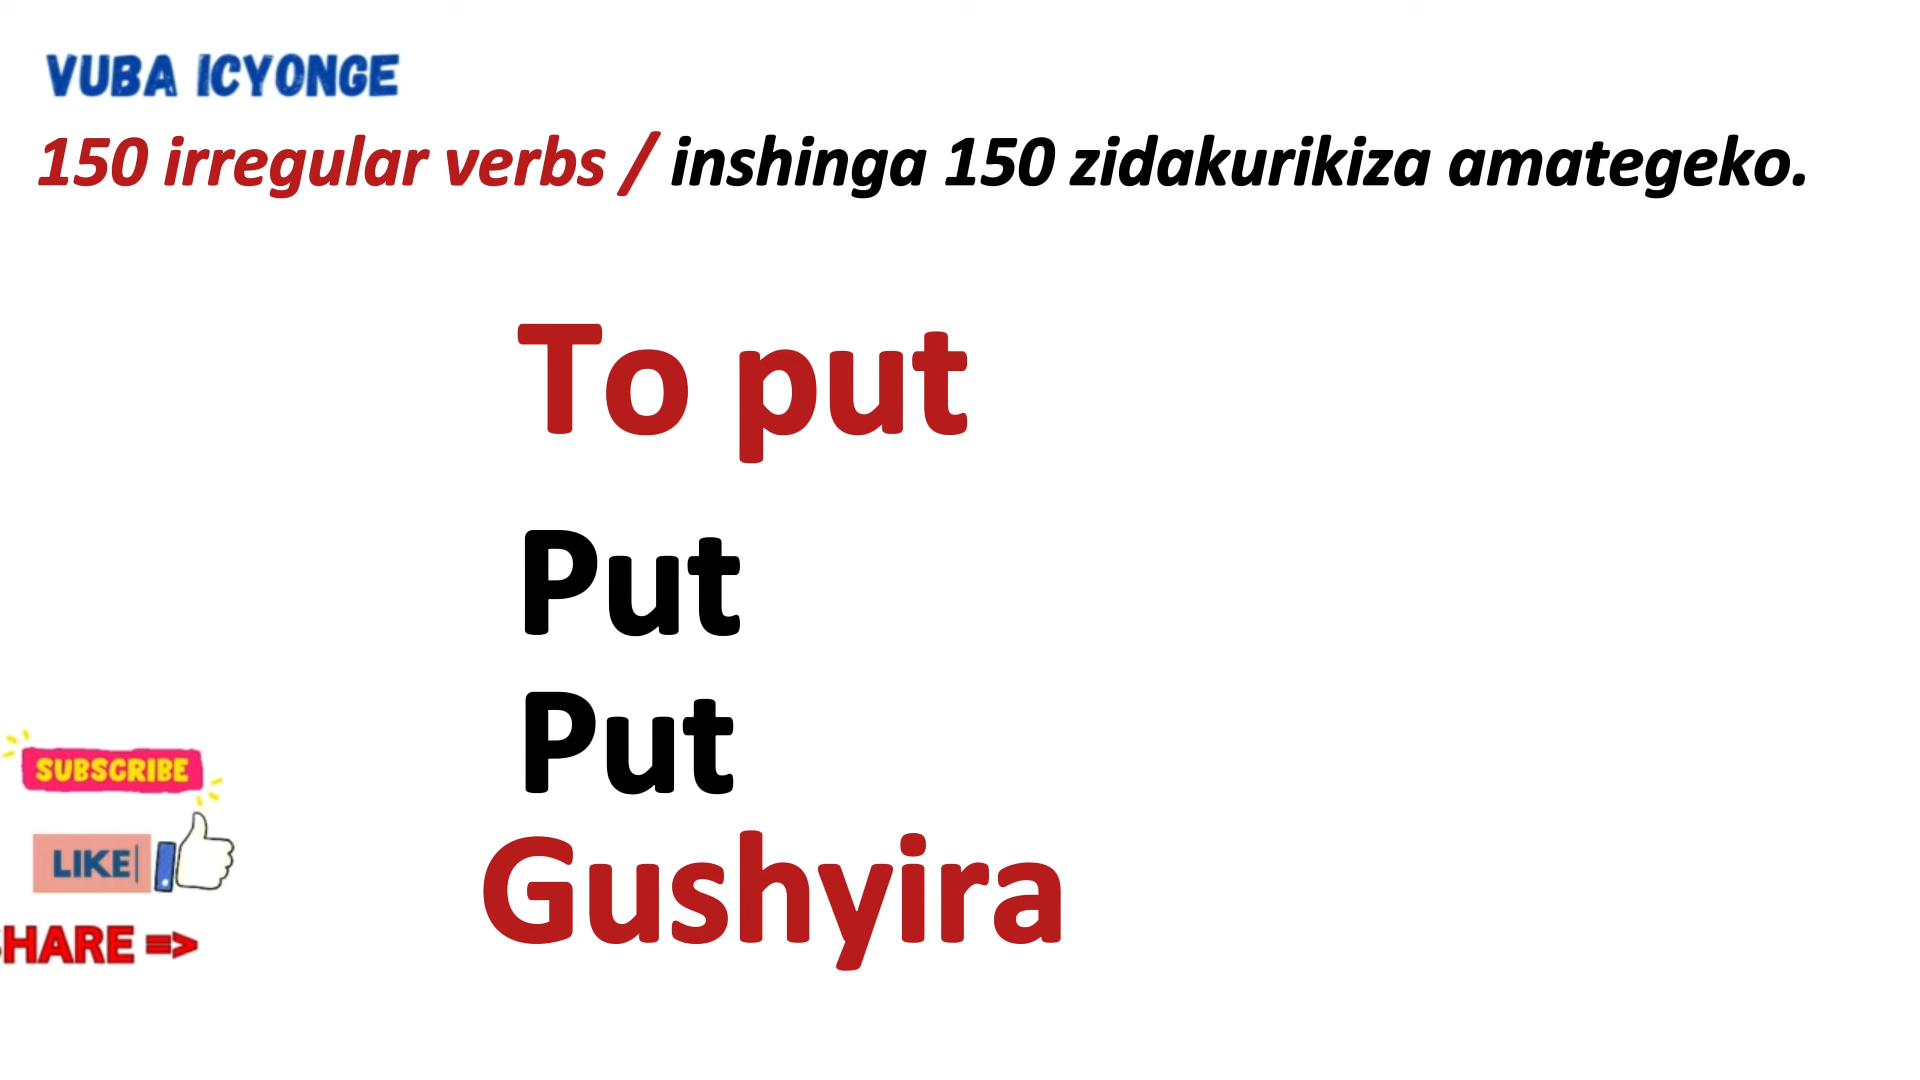 VUBA ICYONGE
150 irregular verbs / inshinga 150 zidakurikiza amategeko.
To put
Put
Put
Gushyira
SUBSCRIBE
LIKE
HARE =>